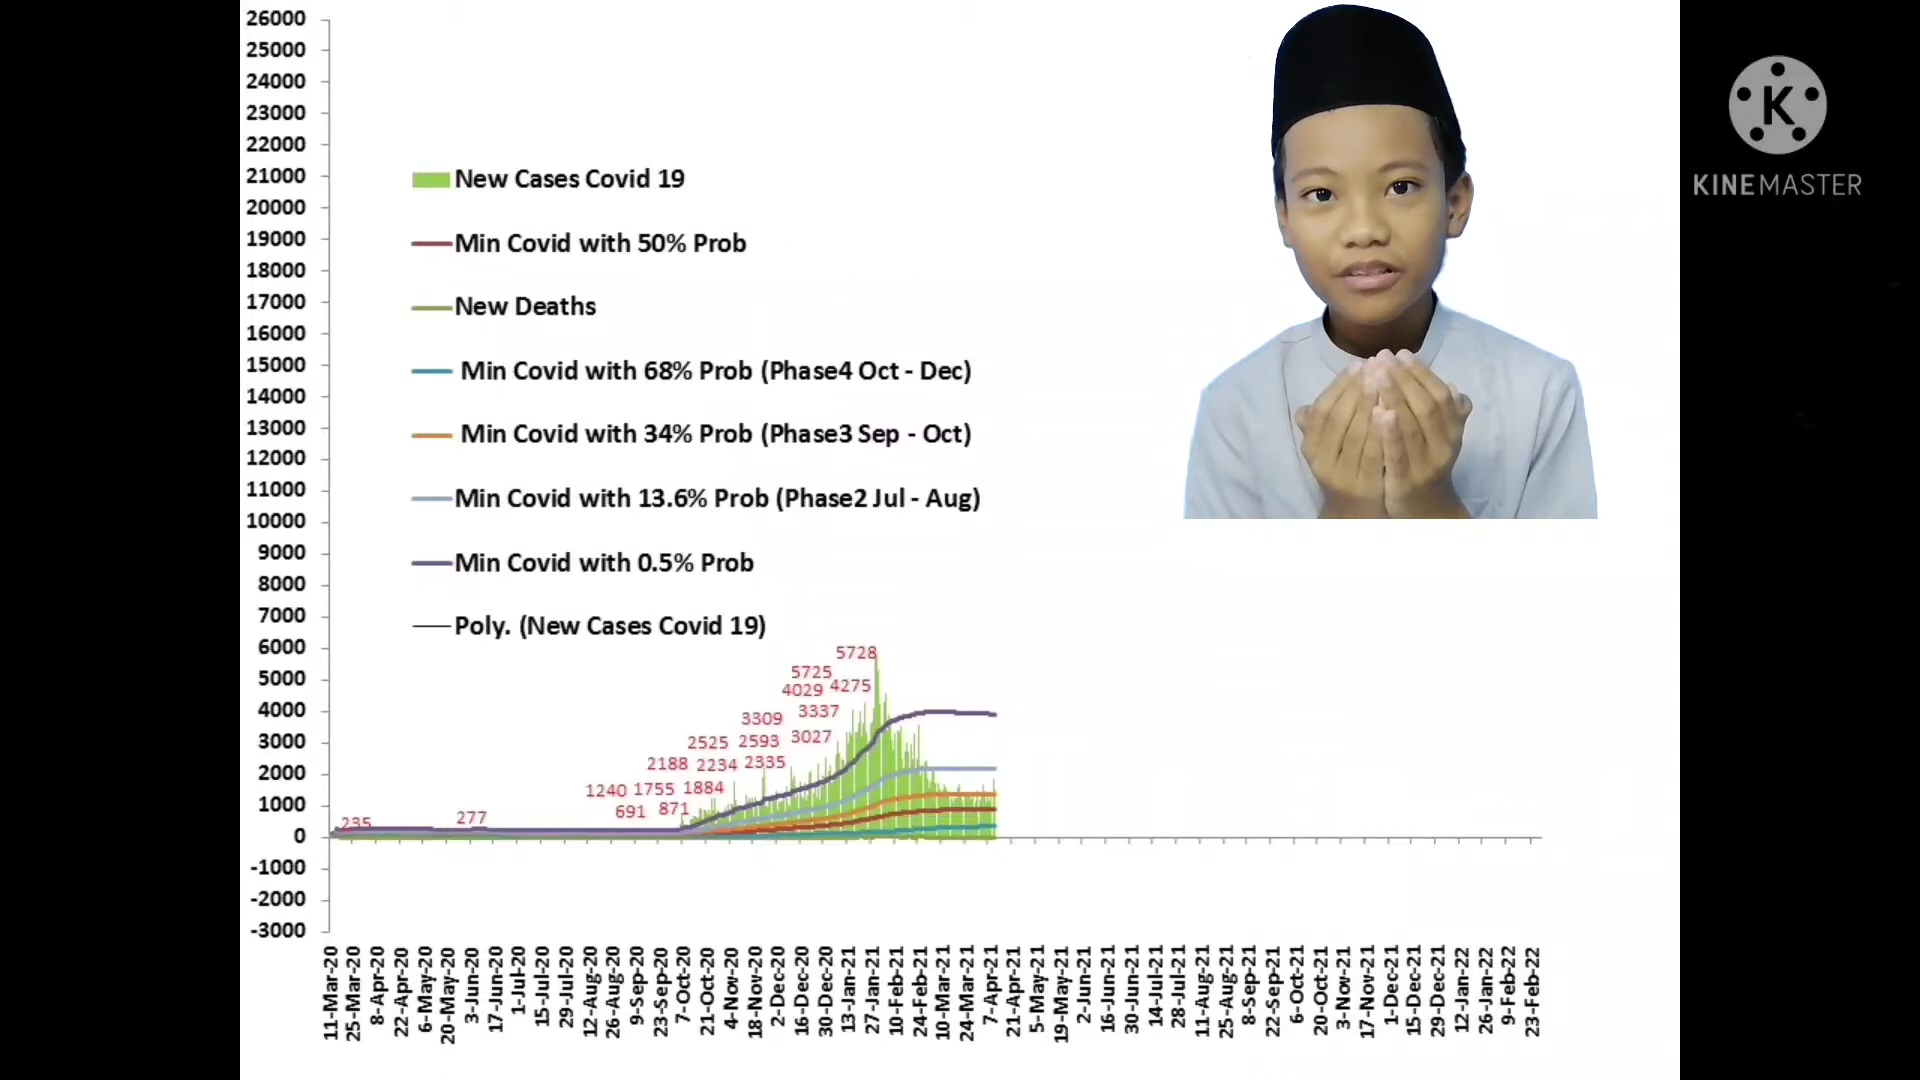 26000
25000
24000
23000
22000
21000
20000
19000
18000
17000
16000
15000
14000
13000
12000
11000
10000
9000
8000
7000
6000
5000
4000
3000
2000
1000
0
-1000
-2000
-3000
New Cases Covid 19
Min Covid with 50% Prob
New Deaths
Min Covid with 68% Prob (Phase4 Oct - Dec)
Min Covid with 34% Prob (Phase3 Sep - Oct)
Min Covid with 13.6% Prob (Phase2 Jul - Aug)
Min Covid with 0.5% Prob
Poly. (New Cases Covid 19)
5728
5725
4029 4275
3309 3337
2525 2593 3027
2188 2234 2335
1240 1755 1884
691 871
235 277
11-Mar-20
25-Mar-20
8-Apr-20
22-Apr-20
6-May-20
20-May-20
3-Jun-20
17-Jun-20
1-Jul-20
15-Jul-20
29-Jul-20
12-Aug-20
26-Aug-20
9-Sep-20
23-Sep-20
7-Oct-20
21-Oct-20
4-Nov-20
18-Nov-20
2-Dec-20
16-Dec-20
30-Dec-20
13-Jan-21
27-Jan-21
10-Feb-21
24-Feb-21
10-Mar-21
24-Mar-21
7-Apr-21
21-Apr-21
5-May-21
19-May-21
2-Jun-21
16-Jun-21
30-Jun-21
14-Jul-21
28-Jul-21
11-Aug-21
25-Aug-21
8-Sep-21
22-Sep-21
6-Oct-21
20-Oct-21
3-Nov-21
17-Nov-21
1-Dec-21
15-Dec-21
29-Dec-21
12-Jan-22
26-Jan-22
9-Feb-22
23-Feb-22
K
KINEMASTER